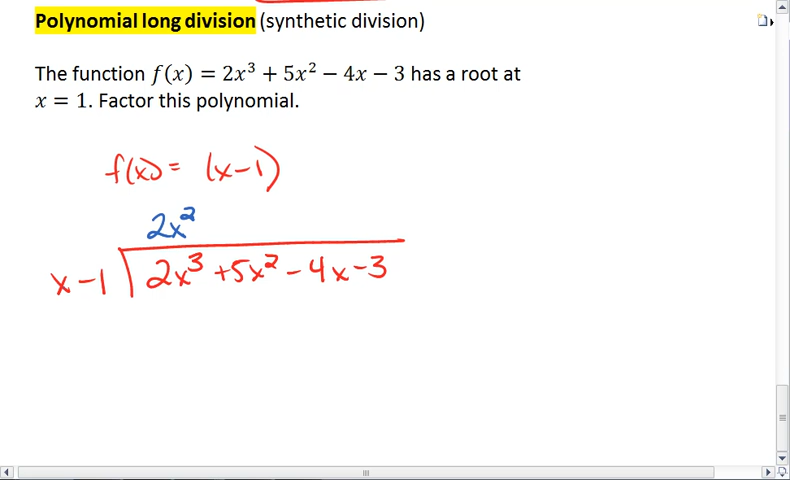 Polynomial long division (synthetic division)
The function f(x) = 2x³ + 5x² − 4x − 3 has a root at
x = 1. Factor this polynomial.
f(x) = (x-1)
2x²
x-1 2x³ +5x² -4x-3